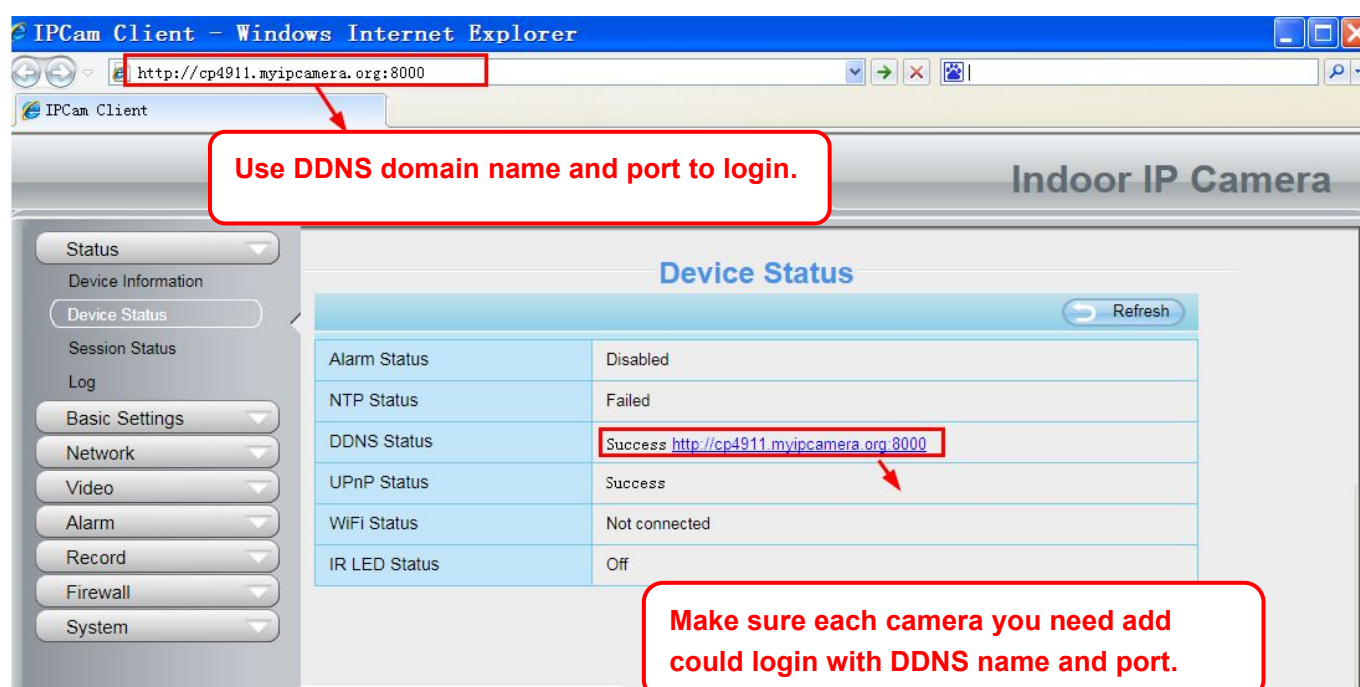 IPCam Client - Windows Internet Explorer
http://cp4911.myipcamera.org:8000
IPCam Client
Use DDNS domain name and port to login.
Indoor IP Camera
Status
Device Information
Device Status
Session Status
Log
Basic Settings
Network
Video
Alarm
Record
Firewall
System
Device Status
Refresh
Alarm Status Disabled
NTP Status Failed
DDNS Status Success http://cp4911.myipcamera.org:8000
UPnP Status Success
WiFi Status Not connected
IR LED Status Off
Make sure each camera you need add
could login with DDNS name and port.